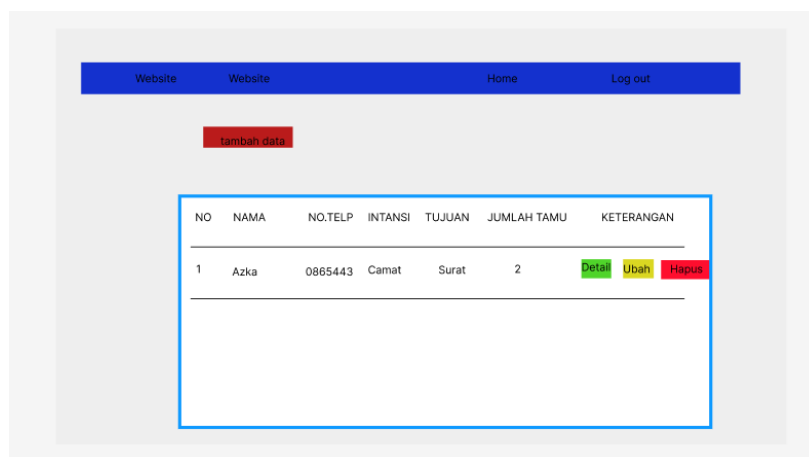 Website Website Home Log out
tambah data
NO NAMA NO.TELP INTANSI TUJUAN JUMLAH TAMU KETERANGAN
1 Azka 0865443 Camat Surat 2 Detail Ubah Hapus